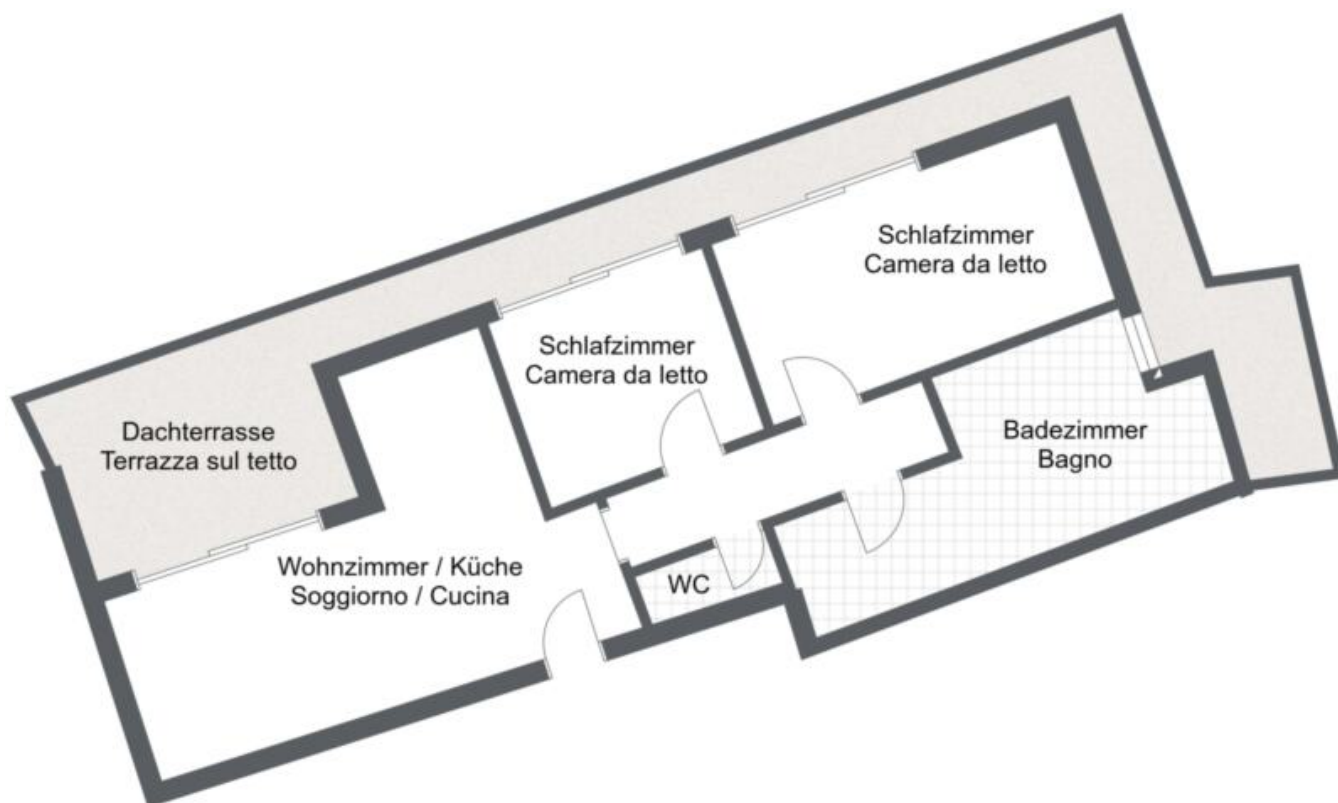 Schlafzimmer
Camera da letto
Schlafzimmer
Camera da letto
Dachterrasse
Terrazza sul tetto
Badezimmer
Bagno
Wohnzimmer / Küche
Soggiorno / Cucina
WC